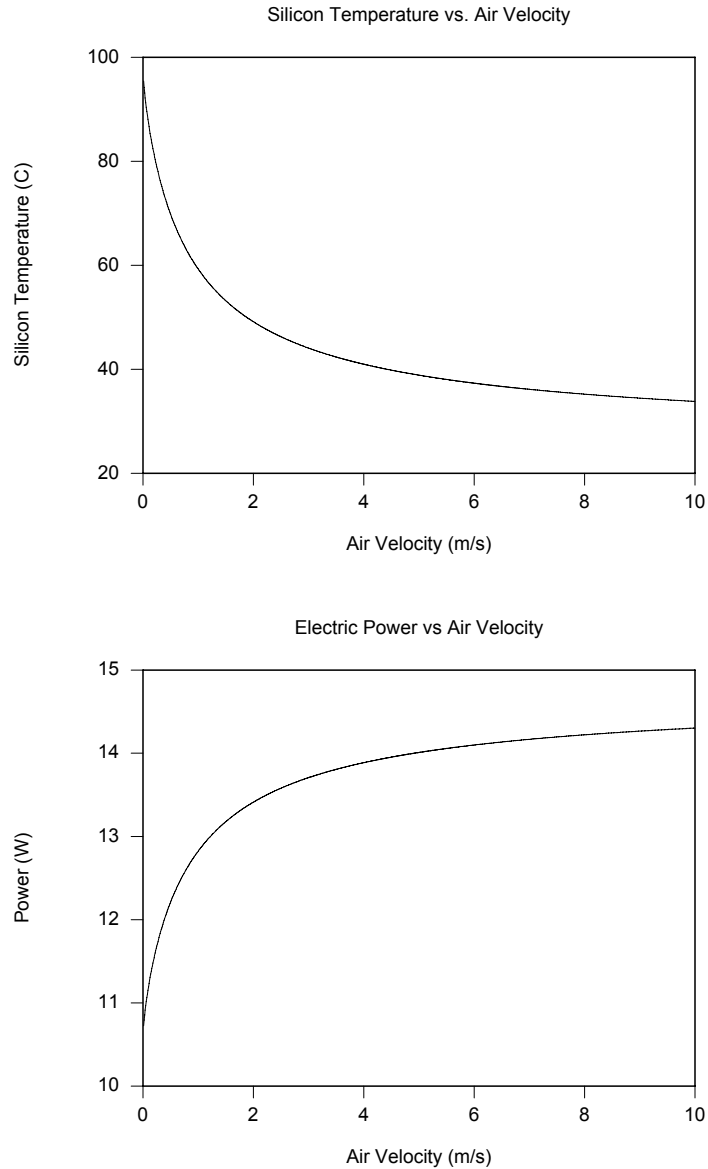 Silicon Temperature vs. Air Velocity
100
80
60
40
20
Silicon Temperature (C)
0 2 4 6 8 10
Air Velocity (m/s)
Electric Power vs Air Velocity
15
14
13
12
11
10
Power (W)
0 2 4 6 8 10
Air Velocity (m/s)